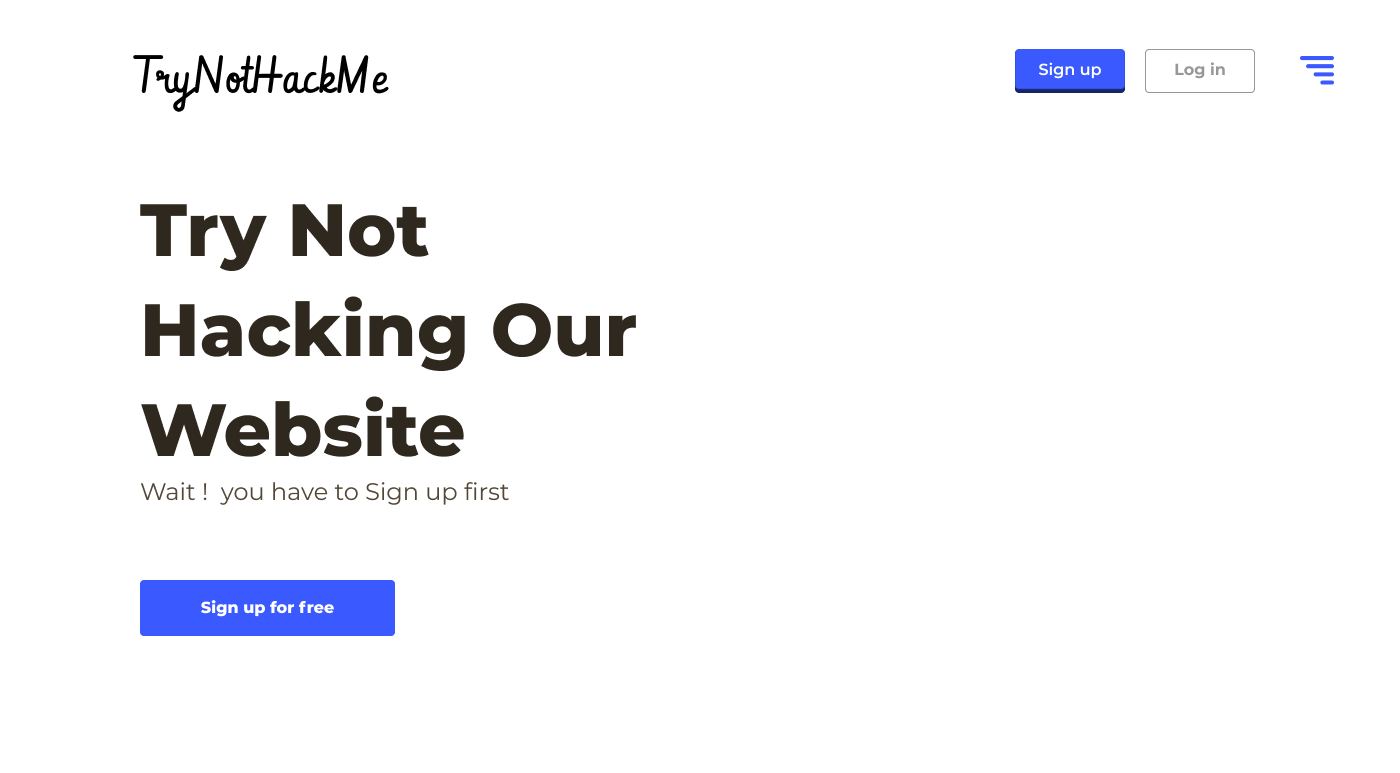 TryNotHackMe
Sign up
Log in
Try Not
Hacking Our
Website
Wait !  you have to Sign up first
Sign up for free